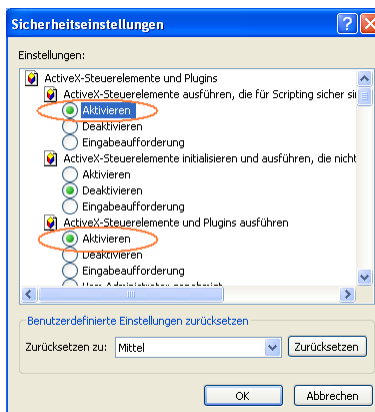 Sicherheitseinstellungen
Einstellungen:
ActiveX-Steuerelemente und Plugins
ActiveX-Steuerelemente ausführen, die für Scripting sicher
Aktivieren
Deaktivieren
Eingabeaufforderung
ActiveX-Steuerelemente initialisieren und ausführen, die nicht
Aktivieren
Deaktivieren
Eingabeaufforderung
ActiveX-Steuerelemente und Plugins ausführen
Aktivieren
Deaktivieren
Eingabeaufforderung
Benutzerdefinierte Einstellungen zurücksetzen
Zurücksetzen zu: Mittel Zurücksetzen
OK Abbrechen